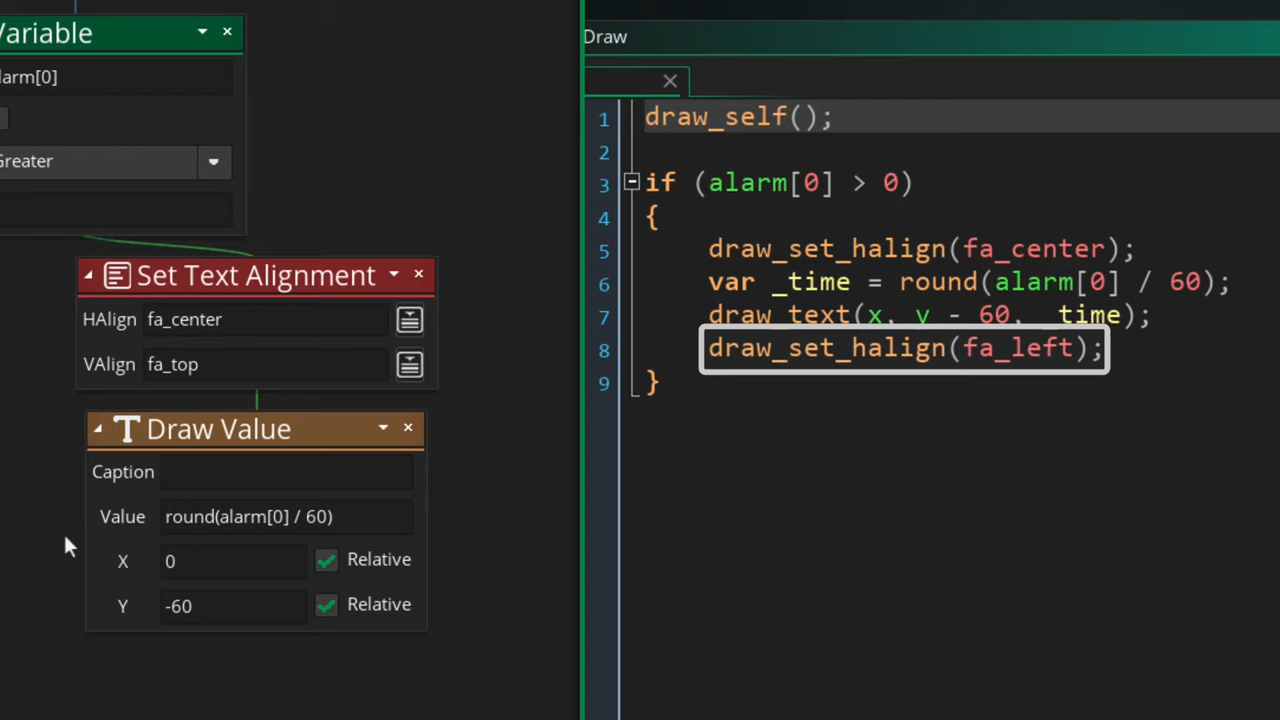 Variable
larm[0]
Greater
Set Text Alignment
HAlign fa_center
VAlign fa_top
Draw Value
Caption
Value round(alarm[0] / 60)
X 0 Relative
Y -60 Relative
Draw
1 draw_self();
2
3 if (alarm[0] > 0)
4 {
5 draw_set_halign(fa_center);
6 var _time = round(alarm[0] / 60);
7 draw_text(x, y - 60, _time);
8 draw_set_halign(fa_left);
9 }